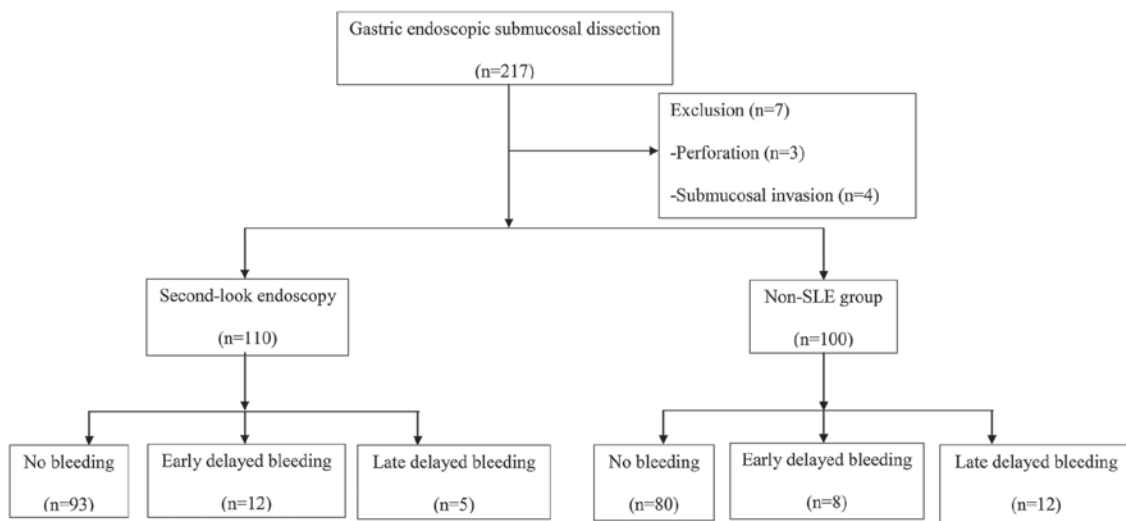 Gastric endoscopic submucosal dissection
(n=217)
Exclusion (n=7)
-Perforation (n=3)
-Submucosal invasion (n=4)
Second-look endoscopy
(n=110)
Non-SLE group
(n=100)
No bleeding
(n=93)
Early delayed bleeding
(n=12)
Late delayed bleeding
(n=5)
No bleeding
(n=80)
Early delayed bleeding
(n=8)
Late delayed bleeding
(n=12)